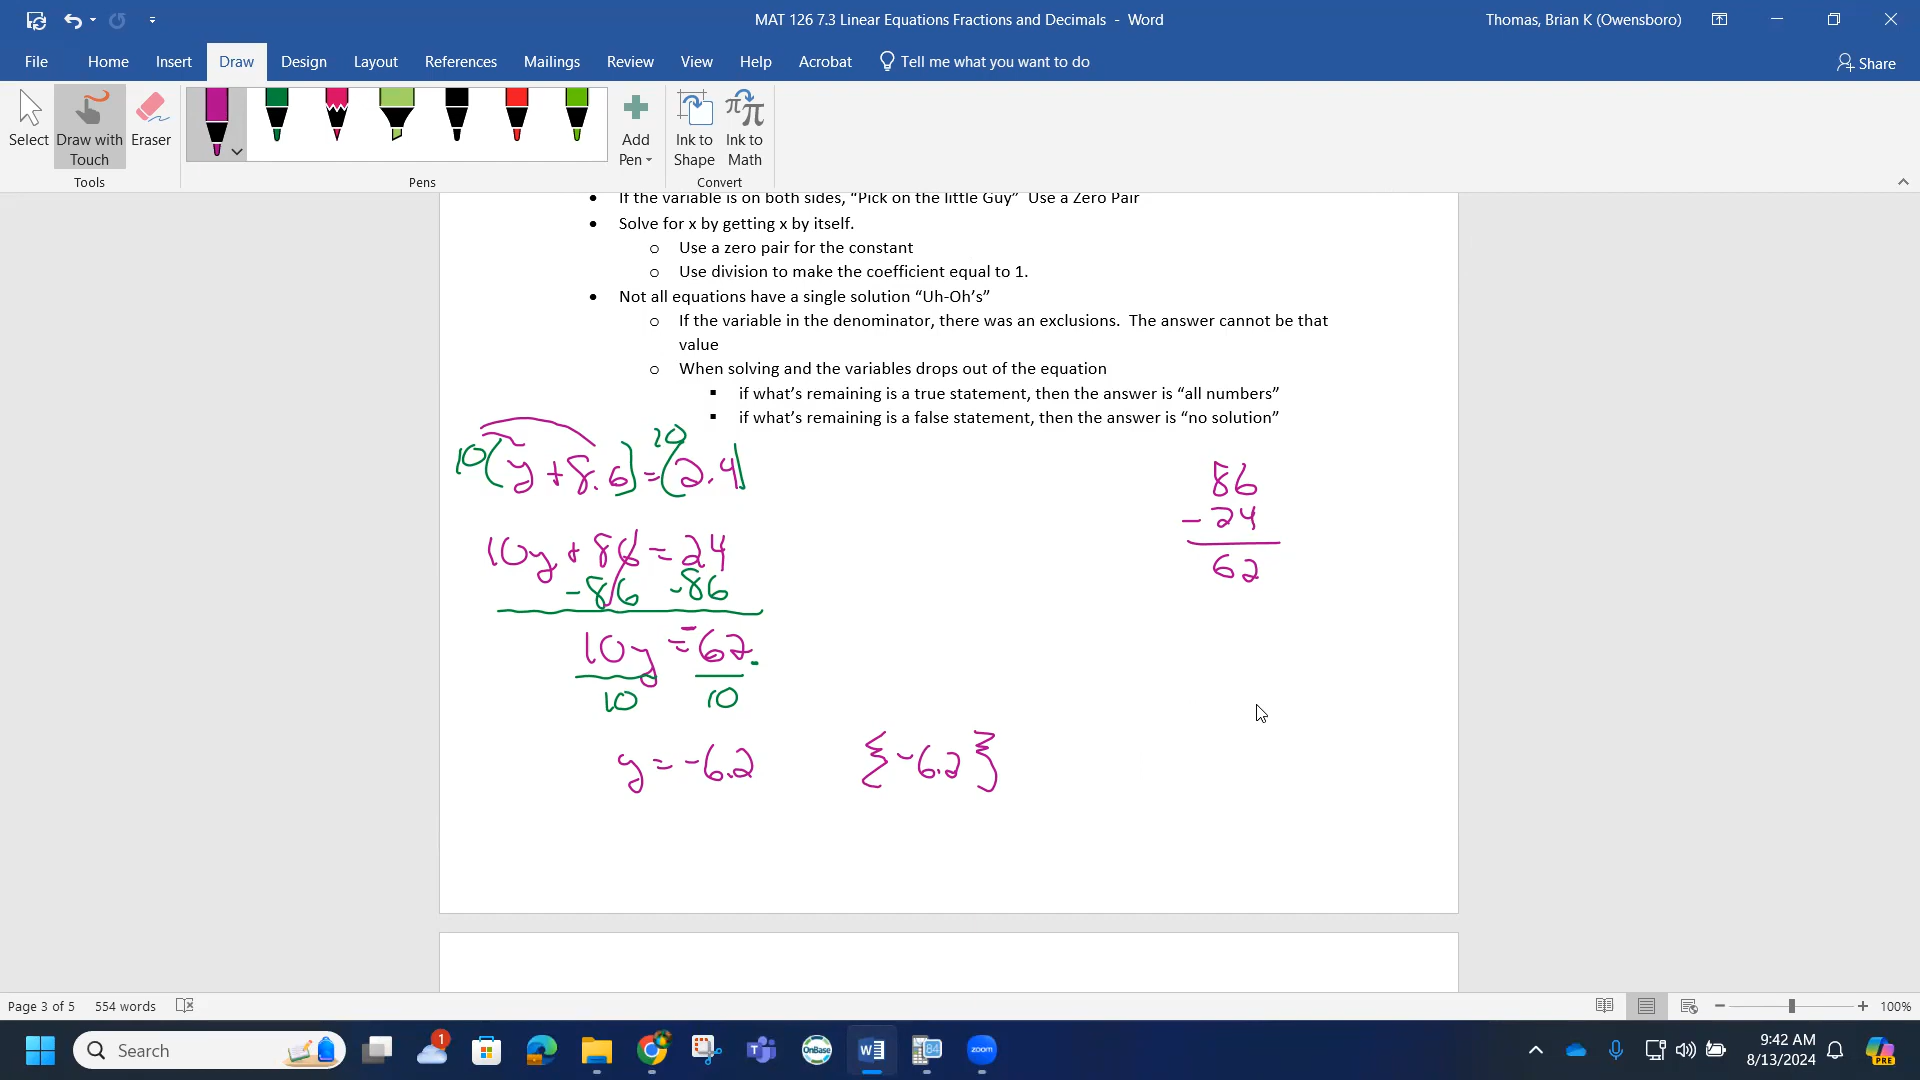 MAT 126 7.3 Linear Equations Fractions and Decimals - Word
Thomas, Brian K (Owensboro)
File Home Insert Draw Design Layout References Mailings Review View Help Acrobat Tell me what you want to do Share
Select Draw with Touch Eraser Add Pen Ink to Shape Ink to Math
Tools Pens Convert
• If the variable is on both sides, “Pick on the little Guy” Use a Zero Pair
• Solve for x by getting x by itself.
o Use a zero pair for the constant
o Use division to make the coefficient equal to 1.
• Not all equations have a single solution “Uh-Oh’s”
o If the variable in the denominator, there was an exclusions. The answer cannot be that
value
o When solving and the variables drops out of the equation
▪ if what’s remaining is a true statement, then the answer is “all numbers”
▪ if what’s remaining is a false statement, then the answer is “no solution”
10(y + 8.6) = 10(2.4)
10y + 86 = 24
-86 -86
10y = -62.
10 10
y = -6.2 {-6.2}
86
- 24
62
Page 3 of 5 554 words 100%
Search 1 OnBase 84 zoom 9:42 AM
8/13/2024 PRE